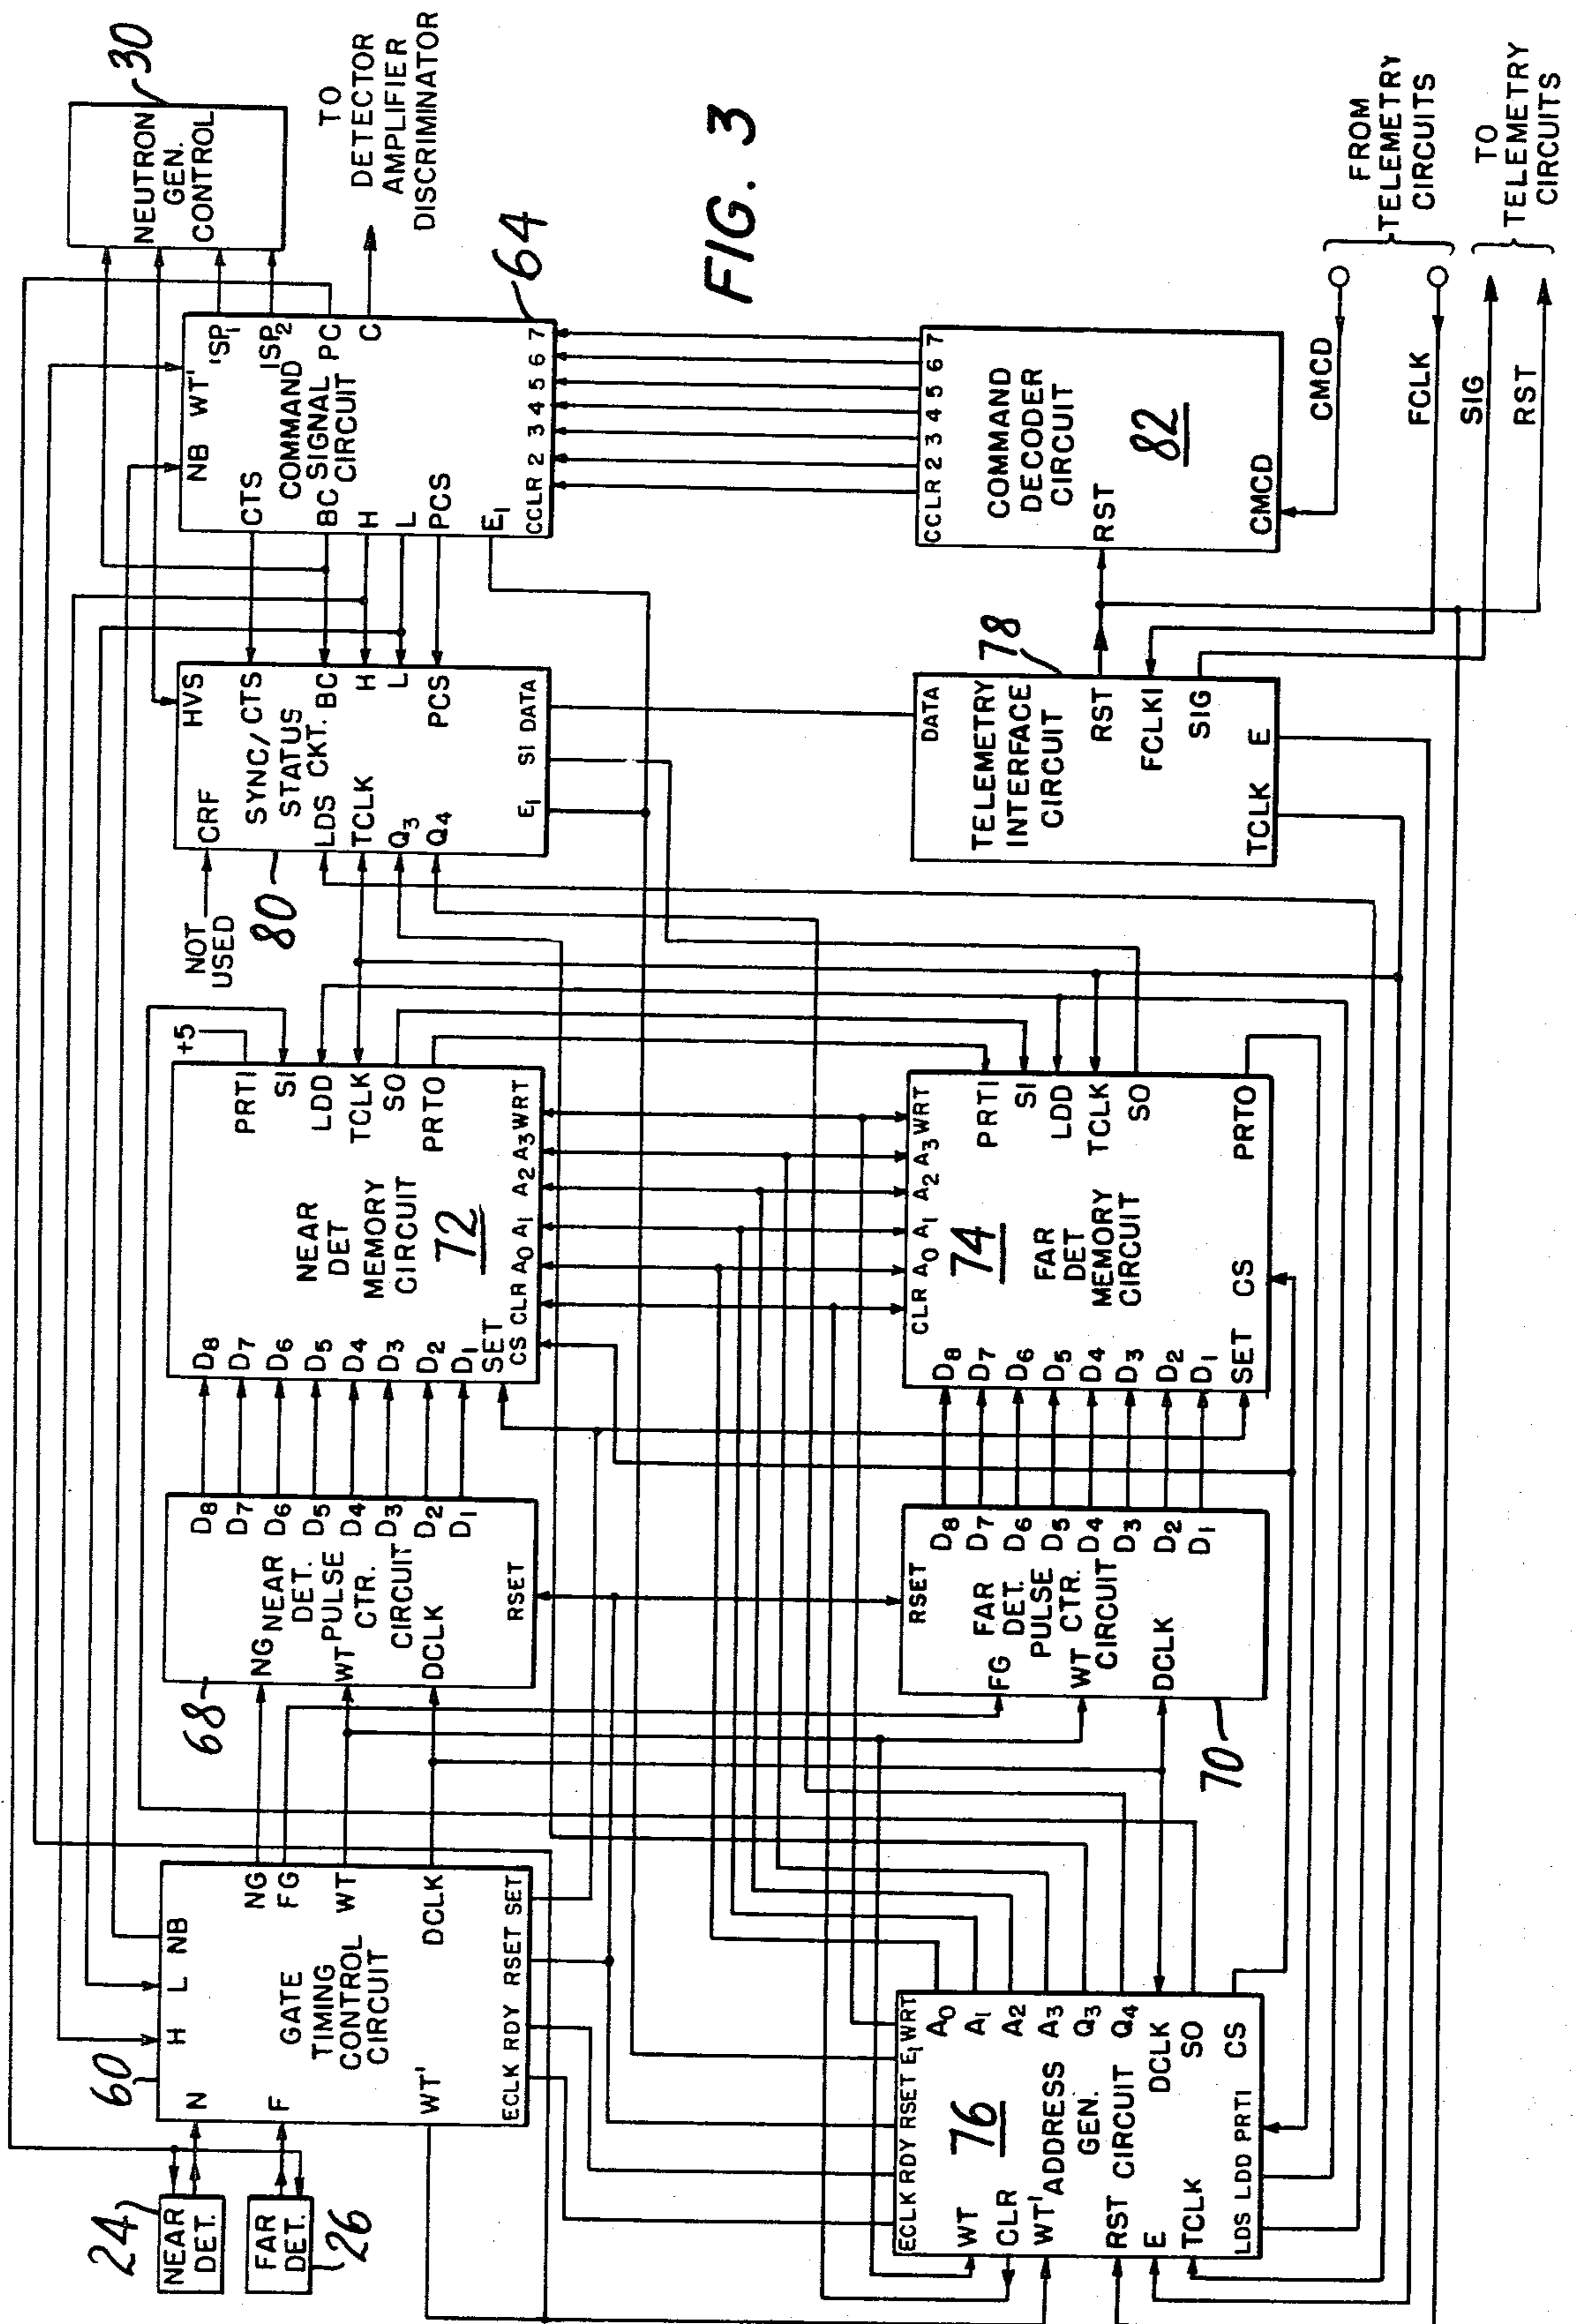 24
NEAR
DET.
FAR
DET.
26
60
N
F
H
L
NB
GATE
TIMING
CONTROL
CIRCUIT
NG
FG
WT
DCLK
WT'
ECLK RDY RSET SET
68
NG
NEAR
DET.
PULSE
CTR.
CIRCUIT
WT
DCLK
D8
D7
D6
D5
D4
D3
D2
D1
RSET
D8
D7
D6
D5
D4
D3
D2
D1
SET
CS CLR A0 A1 A2 A3 WRT
NEAR
DET
MEMORY
CIRCUIT
72
+5
PRTI
SI
LDD
TCLK
SO
PRTO
NOT
USED
80
CRF
HVS
SYNC/
STATUS
CKT.
LDS
TCLK
Q3
Q4
CTS
BC
H
L
PCS
E1 SI DATA
NB WT'
CTS
BC
H
L
PCS
E1
COMMAND
SIGNAL
CIRCUIT
ISP1
ISP2
PC
C
CCLR 2 3 4 5 6 7
64
NEUTRON
GEN.
CONTROL
30
TO
DETECTOR
AMPLIFIER
DISCRIMINATOR
FIG. 3
76
ECLK RDY RSET E1 WRT
WT
CLR
WT'
RST
E
TCLK
ADDRESS
GEN.
CIRCUIT
A0
A1
A2
A3
Q3
Q4
DCLK
SO
CS
LDS LDD PRTI
RSET
FG
FAR
DET.
PULSE
CTR.
CIRCUIT
WT
DCLK
D8
D7
D6
D5
D4
D3
D2
D1
70
CLR A0 A1 A2 A3 WRT
D8
D7
D6
D5
D4
D3
D2
D1
SET CS
74
FAR
DET
MEMORY
CIRCUIT
PRTI
SI
LDD
TCLK
SO
PRTO
78
DATA
TELEMETRY
INTERFACE
CIRCUIT
RST
FCLKI
SIG
TCLK E
CCLR 2 3 4 5 6 7
RST
COMMAND
DECODER
CIRCUIT
82
CMCD
CMCD
FCLK
SIG
RST
FROM
TELEMETRY
CIRCUITS
TO
TELEMETRY
CIRCUITS